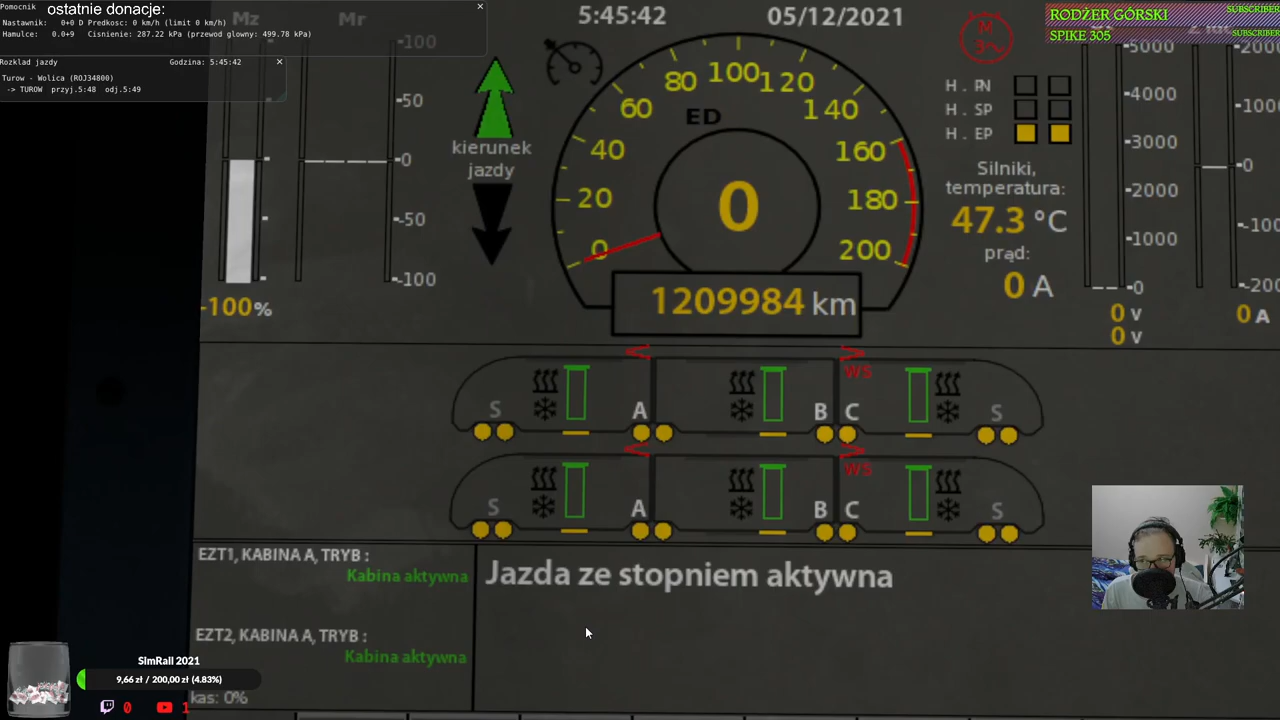 Pomocnik
ostatnie donacje:
Nastawnik: 0+0 D Predkosc: 0 km/h (limit 0 km/h)
Hamulce: 0.0+9 Cisnienie: 287.22 kPa (przewod glowny: 499.78 kPa)
Rozklad jazdy Godzina: 5:45:42
Turow - Wolica (ROJ34800)
-> TUROW przyj.5:48 odj.5:49
Mz Mr
100
50
0
-50
-100
-100%
kierunek
jazdy
5:45:42 05/12/2021
ED
0 20 40 60 80 100 120 140 160 180 200
0
1209984 km
M
3~
H. PN
H. SP
H. EP
Silniki,
temperatura:
47.3 °C
prąd:
0 A
RODŻER GÓRSKI SUBSCRIBER
SPIKE 305 SUBSCRIBER
5000
4000
3000
2000
1000
0
0 V
0 V
0
0 A
S A B C WS S
S A B C WS S
EZT1, KABINA A, TRYB :
Kabina aktywna
EZT2, KABINA A, TRYB :
Kabina aktywna
Jazda ze stopniem aktywna
SImRail 2021
9,66 zł / 200,00 zł (4.83%)
0 1
kas: 0%